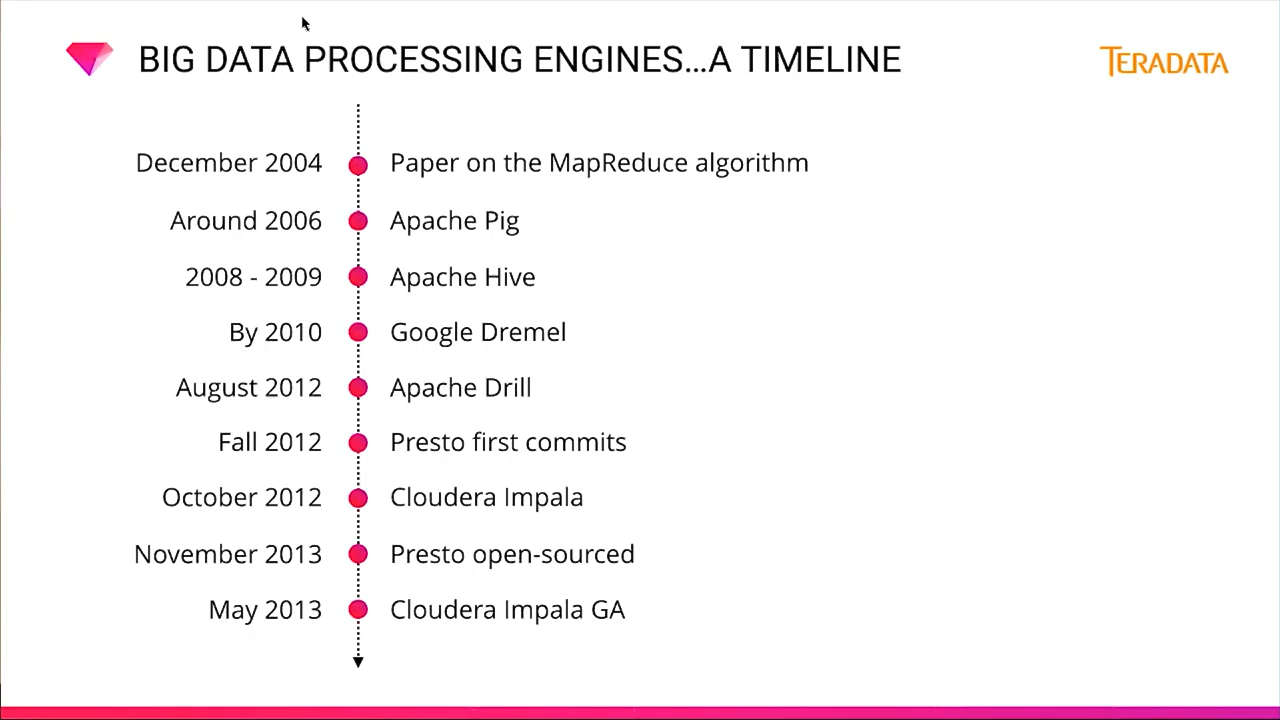 BIG DATA PROCESSING ENGINES...A TIMELINE
TERADATA
December 2004 Paper on the MapReduce algorithm
Around 2006 Apache Pig
2008 - 2009 Apache Hive
By 2010 Google Dremel
August 2012 Apache Drill
Fall 2012 Presto first commits
October 2012 Cloudera Impala
November 2013 Presto open-sourced
May 2013 Cloudera Impala GA